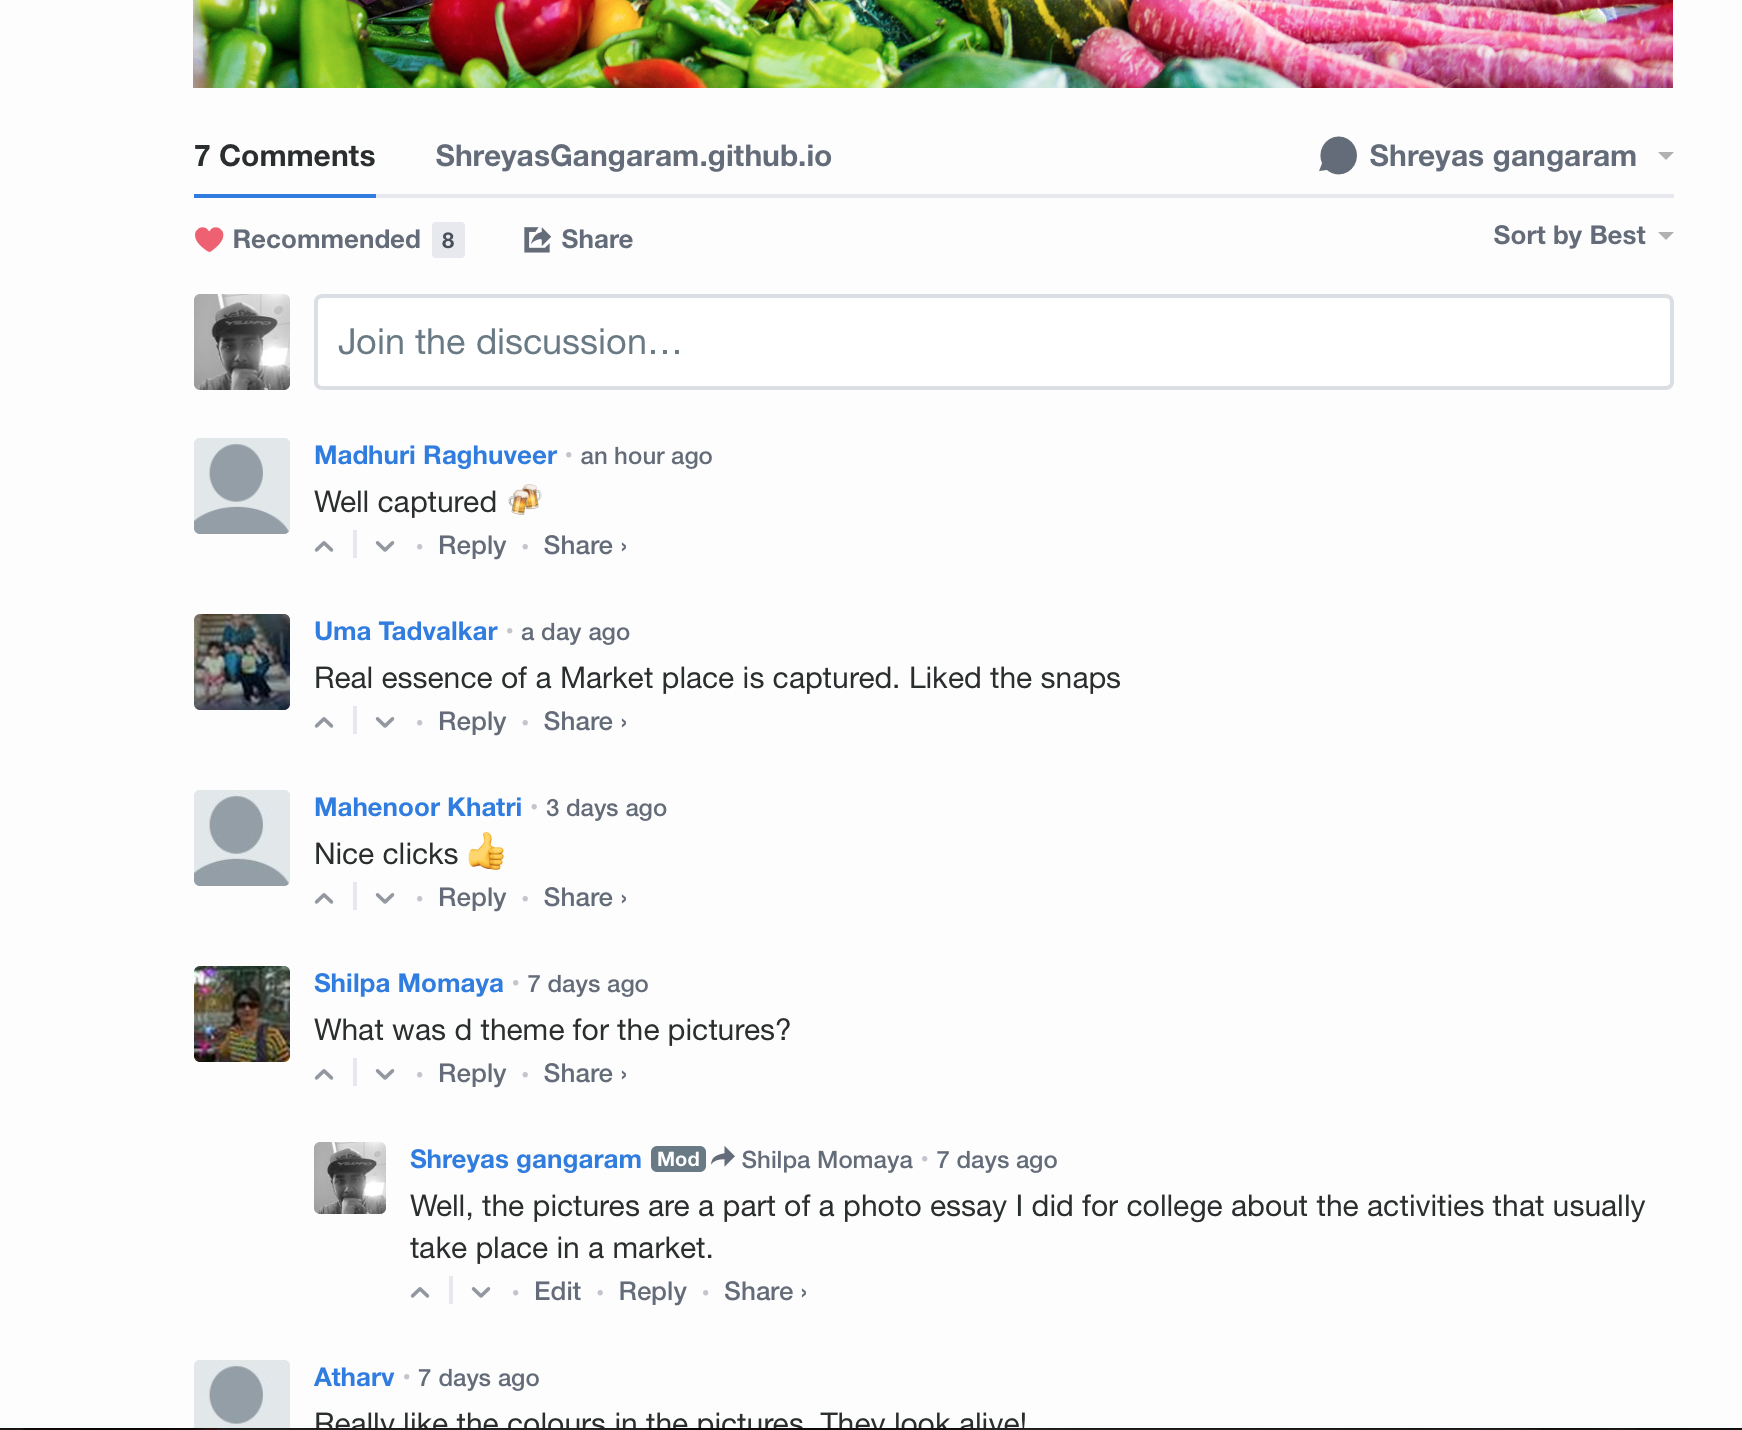 7 Comments ShreyasGangaram.github.io Shreyas gangaram
Recommended 8 Share Sort by Best
Join the discussion…
Madhuri Raghuveer • an hour ago
Well captured 🍻
• Reply • Share ›
Uma Tadvalkar • a day ago
Real essence of a Market place is captured. Liked the snaps
• Reply • Share ›
Mahenoor Khatri • 3 days ago
Nice clicks 👍
• Reply • Share ›
Shilpa Momaya • 7 days ago
What was d theme for the pictures?
• Reply • Share ›
Shreyas gangaram Mod Shilpa Momaya • 7 days ago
Well, the pictures are a part of a photo essay I did for college about the activities that usually
take place in a market.
• Edit • Reply • Share ›
Atharv • 7 days ago
Really like the colours in the pictures. They look alive!